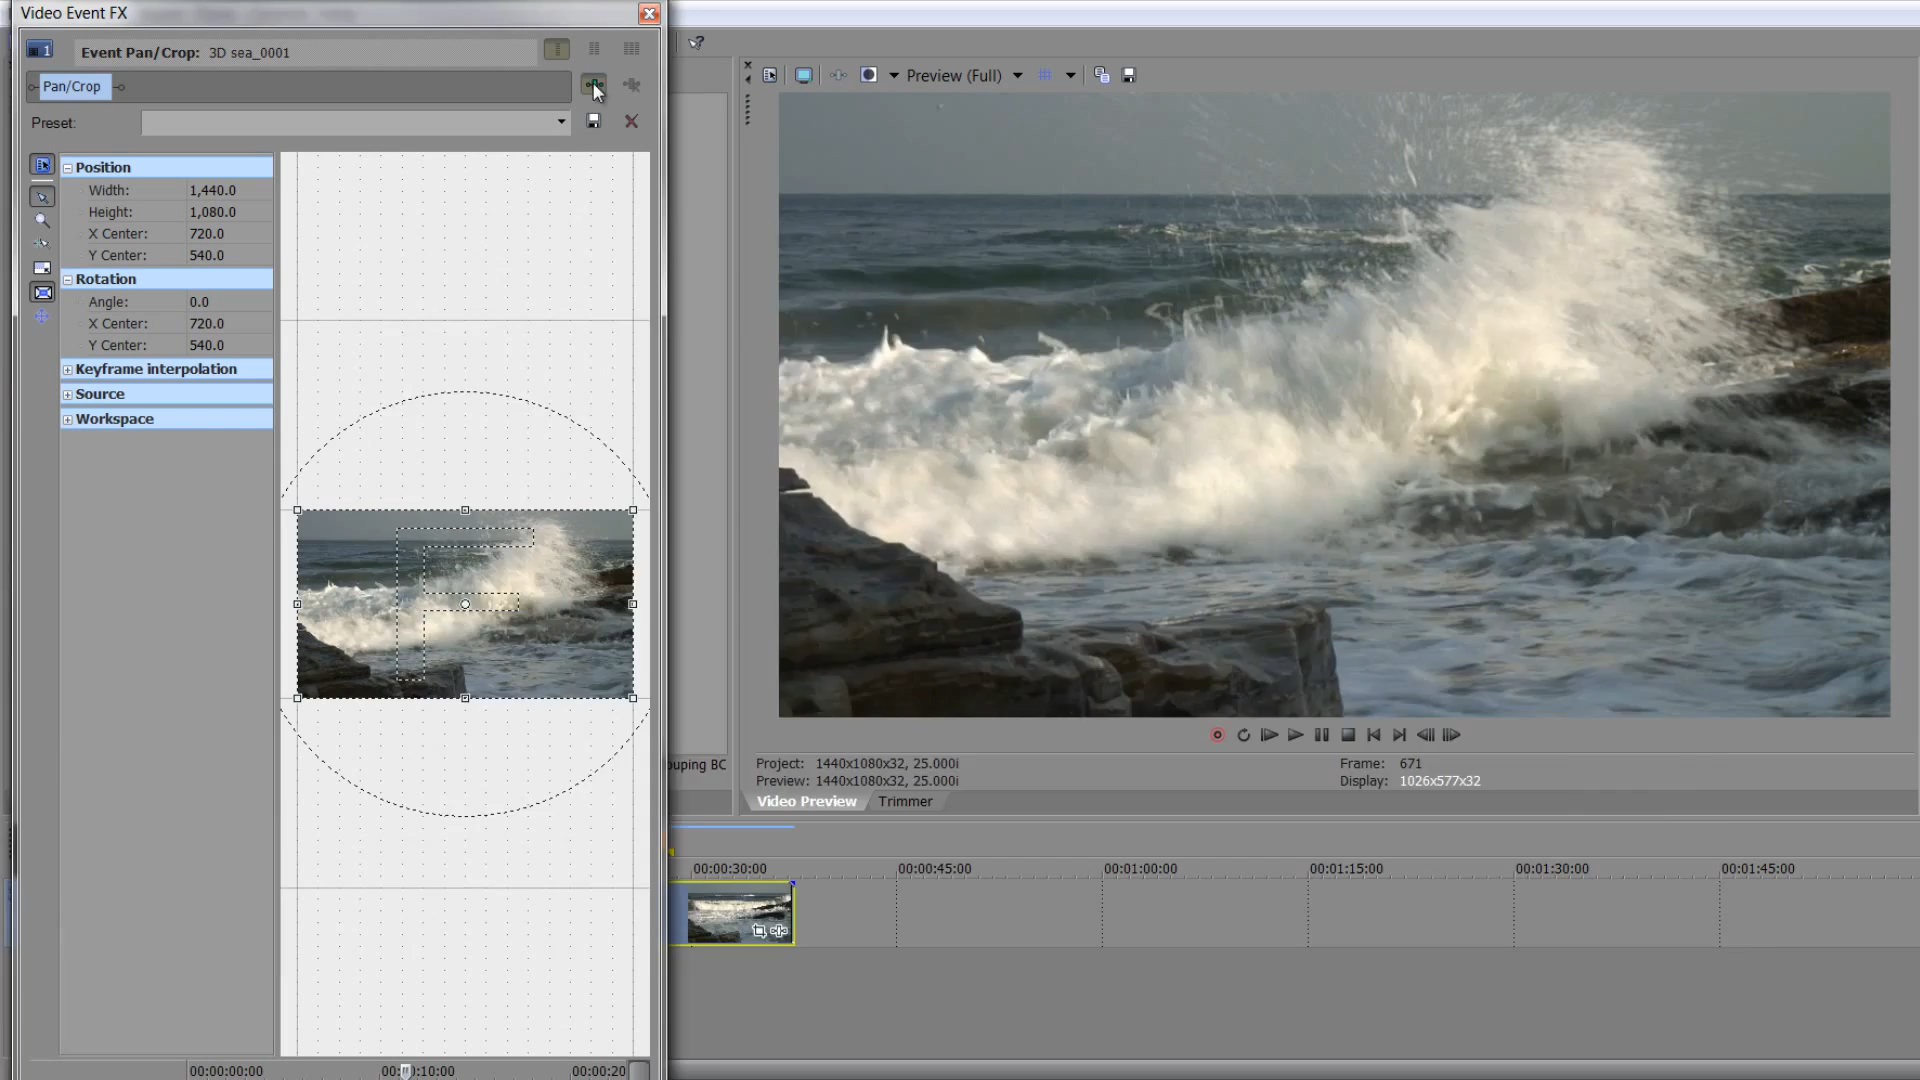 Video Event FX
1
Event Pan/Crop: 3D sea_0001
Pan/Crop
Preset:
Position
Width: 1,440.0
Height: 1,080.0
X Center: 720.0
Y Center: 540.0
Rotation
Angle: 0.0
X Center: 720.0
Y Center: 540.0
Keyframe interpolation
Source
Workspace
00:00:00:00
:10:00
00:00:20
Preview (Full)
ouping BC
Project: 1440x1080x32, 25.000i
Preview: 1440x1080x32, 25.000i
Frame: 671
Display: 1026x577x32
Video Preview
Trimmer
00:00:30:00
00:00:45:00
00:01:00:00
00:01:15:00
00:01:30:00
00:01:45:00